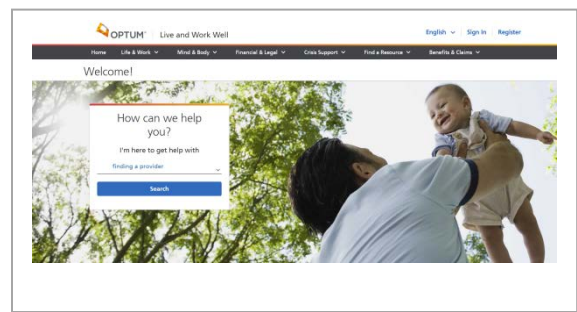 OPTUM™ Live and Work Well
English Sign In Register
Home Life & Work Mind & Body Financial & Legal Crisis Support Find a Resource Benefits & Claims
Welcome!
How can we help
you?
I'm here to get help with
finding a provider
Search